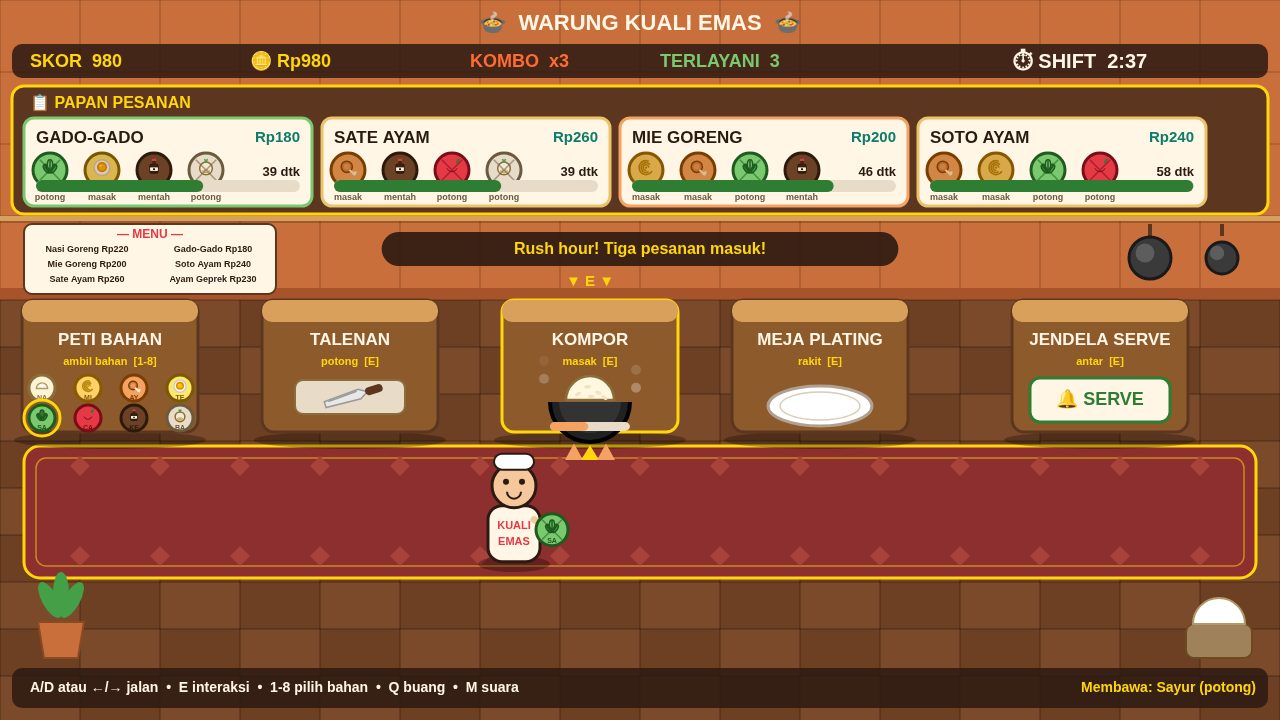 WARUNG KUALI EMAS
SKOR 980
Rp980
KOMBO x3
TERLAYANI 3
SHIFT 2:37
PAPAN PESANAN
GADO-GADO Rp180
39 dtk
potong masak mentah potong
SATE AYAM Rp260
39 dtk
masak mentah potong potong
MIE GORENG Rp200
46 dtk
masak masak potong mentah
SOTO AYAM Rp240
58 dtk
masak masak potong potong
— MENU —
Nasi Goreng Rp220 Gado-Gado Rp180
Mie Goreng Rp200 Soto Ayam Rp240
Sate Ayam Rp260 Ayam Geprek Rp230
Rush hour! Tiga pesanan masuk!
▼ E ▼
PETI BAHAN
ambil bahan [1-8]
TALENAN
potong [E]
KOMPOR
masak [E]
MEJA PLATING
rakit [E]
JENDELA SERVE
antar [E]
SERVE
KUALI
EMAS
SA
A/D atau ←/→ jalan • E interaksi • 1-8 pilih bahan • Q buang • M suara
Membawa: Sayur (potong)